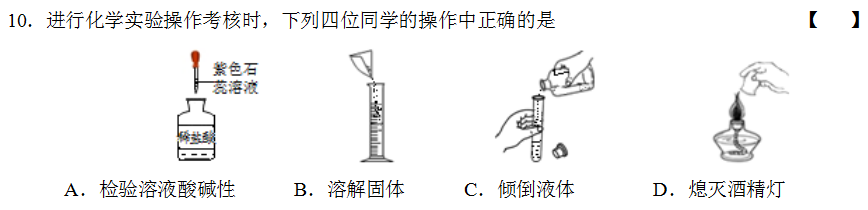 10. 进行化学实验操作考核时，下列四位同学的操作中正确的是 【 】
紫色石
蕊溶液
稀盐酸
A．检验溶液酸碱性 B．溶解固体 C．倾倒液体 D．熄灭酒精灯